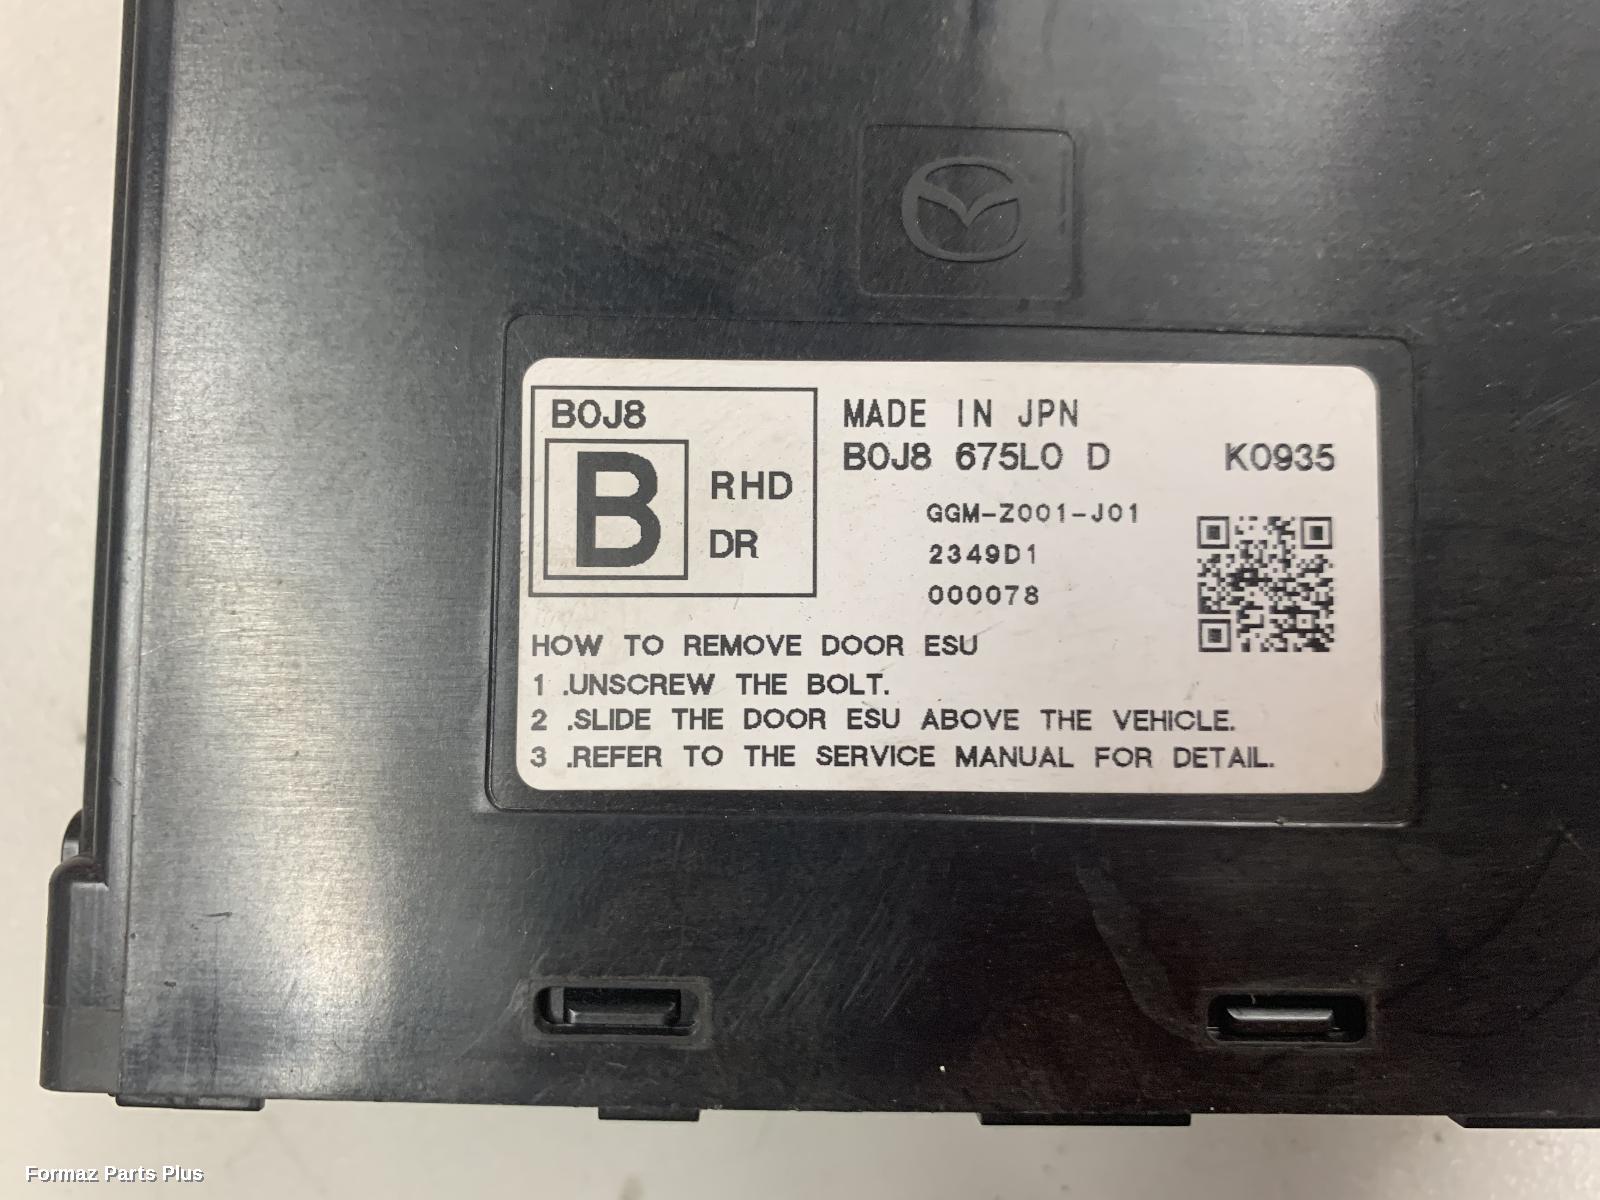 B0J8
B RHD
DR
MADE IN JPN
B0J8 675L0 D K0935
GGM-Z001-J01
2349D1
000078
HOW TO REMOVE DOOR ESU
1 .UNSCREW THE BOLT.
2 .SLIDE THE DOOR ESU ABOVE THE VEHICLE.
3 .REFER TO THE SERVICE MANUAL FOR DETAIL.
Formaz Parts Plus